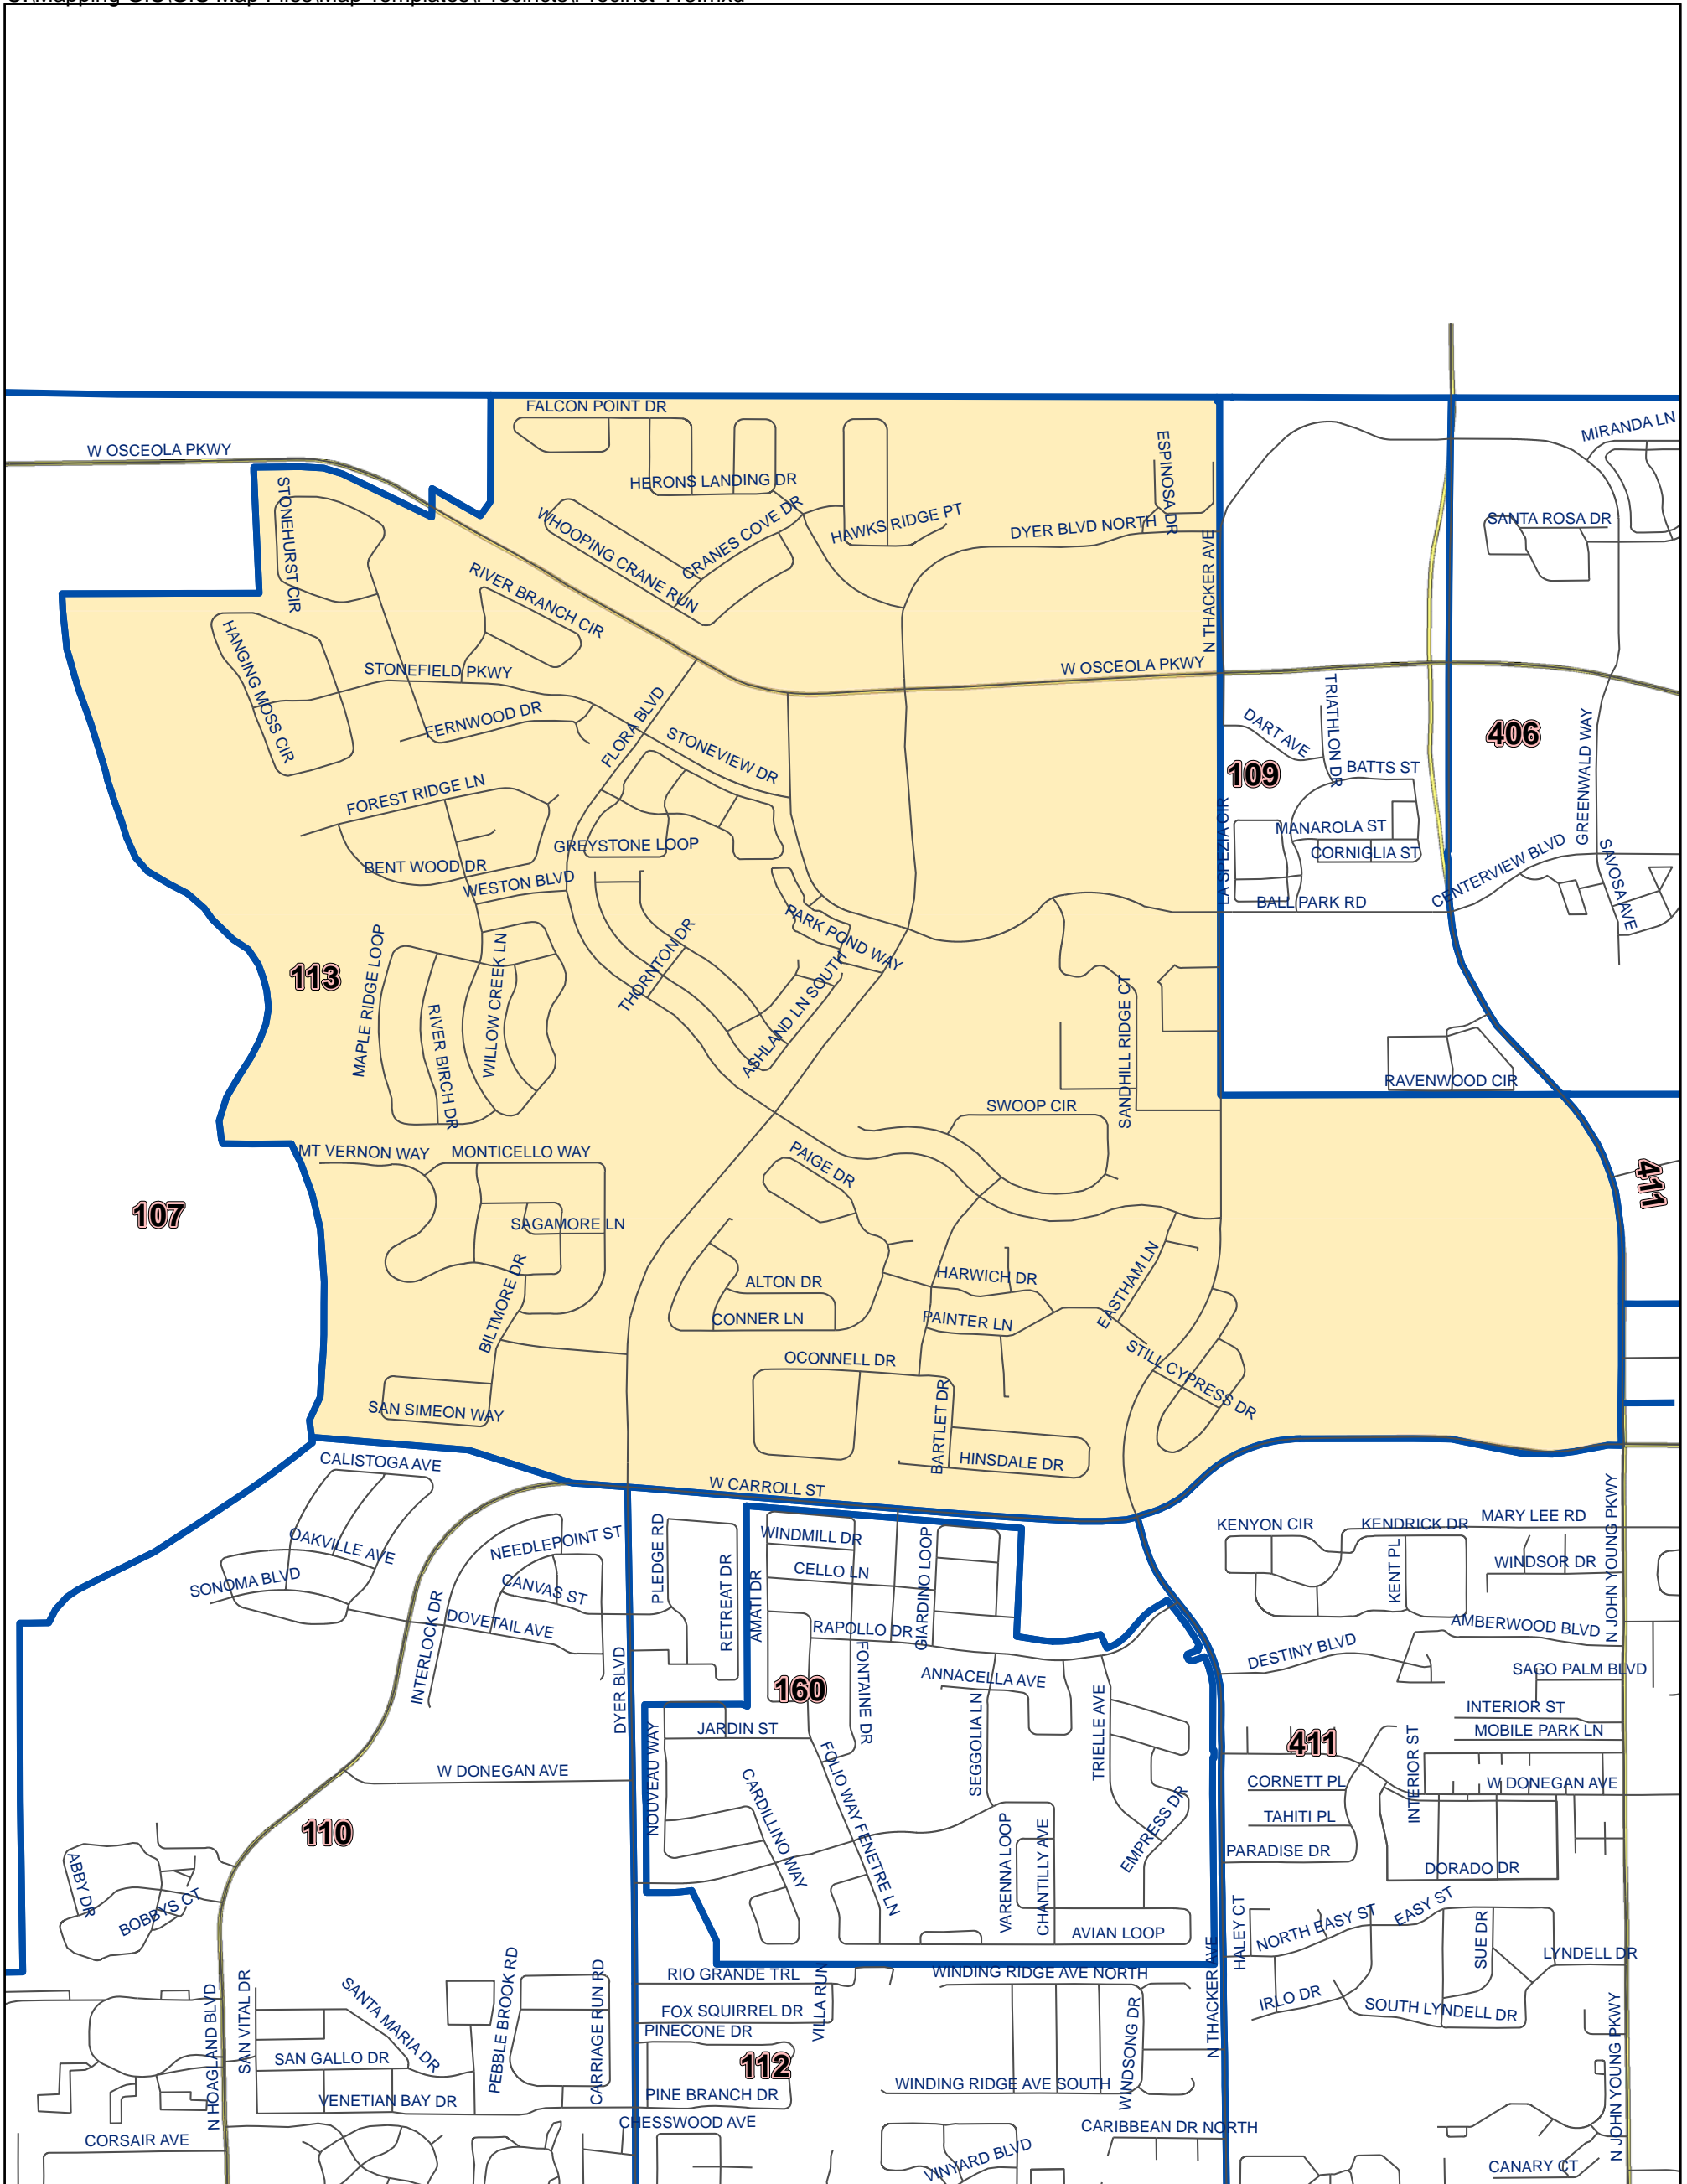 FALCON POINT DR
W OSCEOLA PKWY
MIRANDA LN
HERONS LANDING DR
ESPINOSA DR
STONEHURST CIR
WHOOPING CRANE RUN
CRANES COVE DR
HAWKS RIDGE PT
DYER BLVD NORTH
SANTA ROSA DR
N THACKER AVE
RIVER BRANCH CIR
HANGING MOSS CIR
STONEFIELD PKWY
W OSCEOLA PKWY
FERNWOOD DR
FLORA BLVD
STONEVIEW DR
DART AVE
TRIATHLON DR
406
GREENWALD WAY
109
BATTS ST
FOREST RIDGE LN
LA SPEZIA CIR
MANAROLA ST
GREYSTONE LOOP
CORNIGLIA ST
BENT WOOD DR
WESTON BLVD
CENTERVIEW BLVD
SAVOSA AVE
BALL PARK RD
PARK POND WAY
MAPLE RIDGE LOOP
113
WILLOW CREEK LN
THORNTON DR
ASHLAND LN SOUTH
RIVER BIRCH DR
SANDHILL RIDGE CT
RAVENWOOD CIR
SWOOP CIR
MT VERNON WAY
MONTICELLO WAY
PAIGE DR
411
107
SAGAMORE LN
BILTMORE DR
ALTON DR
HARWICH DR
EASTHAM LN
CONNER LN
PAINTER LN
OCONNELL DR
STILL CYPRESS DR
SAN SIMEON WAY
BARTLET DR
HINSDALE DR
CALISTOGA AVE
W CARROLL ST
OAKVILLE AVE
NEEDLEPOINT ST
PLEDGE RD
WINDMILL DR
KENYON CIR
KENDRICK DR
MARY LEE RD
N JOHN YOUNG PKWY
SONOMA BLVD
CANVAS ST
RETREAT DR
AMATI DR
CELLO LN
GIARDINO LOOP
KENT PL
WINDSOR DR
INTERLOCK DR
DOVETAIL AVE
RAPOLLO DR
AMBERWOOD BLVD
DYER BLVD
FONTAINE DR
ANNACELLA AVE
DESTINY BLVD
SAGO PALM BLVD
160
SEGGOLIA LN
TRIELLE AVE
INTERIOR ST
NOUVEAU WAY
JARDIN ST
411
INTERIOR ST
MOBILE PARK LN
W DONEGAN AVE
CARDILLINO WAY
FOLIO WAY
FENETRE LN
CORNETT PL
W DONEGAN AVE
110
EMPRESS DR
TAHITI PL
PARADISE DR
DORADO DR
ABBY DR
BOBBYS CT
VARENNA LOOP
CHANTILLY AVE
AVIAN LOOP
HALEY CT
NORTH EASY ST
EASY ST
SUE DR
LYNDELL DR
N HOAGLAND BLVD
SAN VITAL DR
SANTA MARIA DR
PEBBLE BROOK RD
CARRIAGE RUN RD
RIO GRANDE TRL
VILLA RUN
WINDING RIDGE AVE NORTH
N THACKER AVE
FOX SQUIRREL DR
WINDSONG DR
IRLO DR
SOUTH LYNDELL DR
PINECONE DR
SAN GALLO DR
112
N JOHN YOUNG PKWY
VENETIAN BAY DR
PINE BRANCH DR
WINDING RIDGE AVE SOUTH
CHESSWOOD AVE
CARIBBEAN DR NORTH
CORSAIR AVE
VINYARD BLVD
CANARY CT